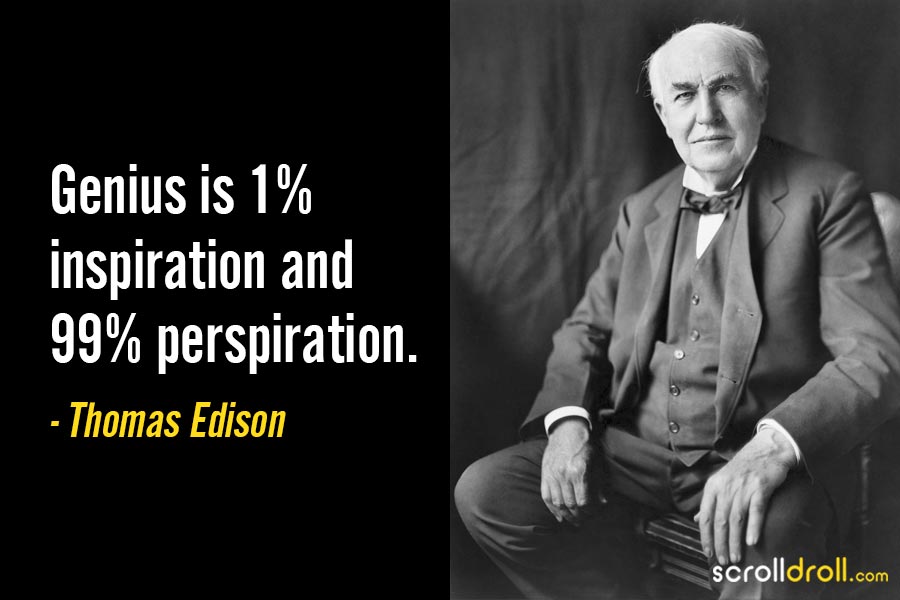 Genius is 1%
inspiration and
99% perspiration.
- Thomas Edison
scrolldroll.com